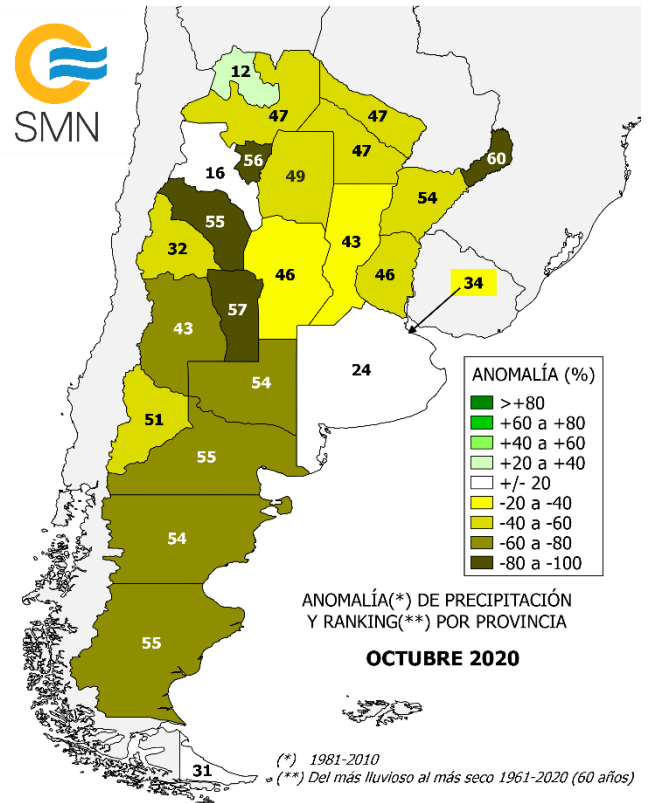 SMN
12
47
47
47
56
16
60
49
54
55
32
43
46
46
34
57
43
24
54
51
55
54
55
31
ANOMALÍA (%)
>+80
+60 a +80
+40 a +60
+20 a +40
+/- 20
-20 a -40
-40 a -60
-60 a -80
-80 a -100
ANOMALÍA(*) DE PRECIPITACIÓN
Y RANKING(**) POR PROVINCIA
OCTUBRE 2020
(*) 1981-2010
(**) Del más lluvioso al más seco 1961-2020 (60 años)